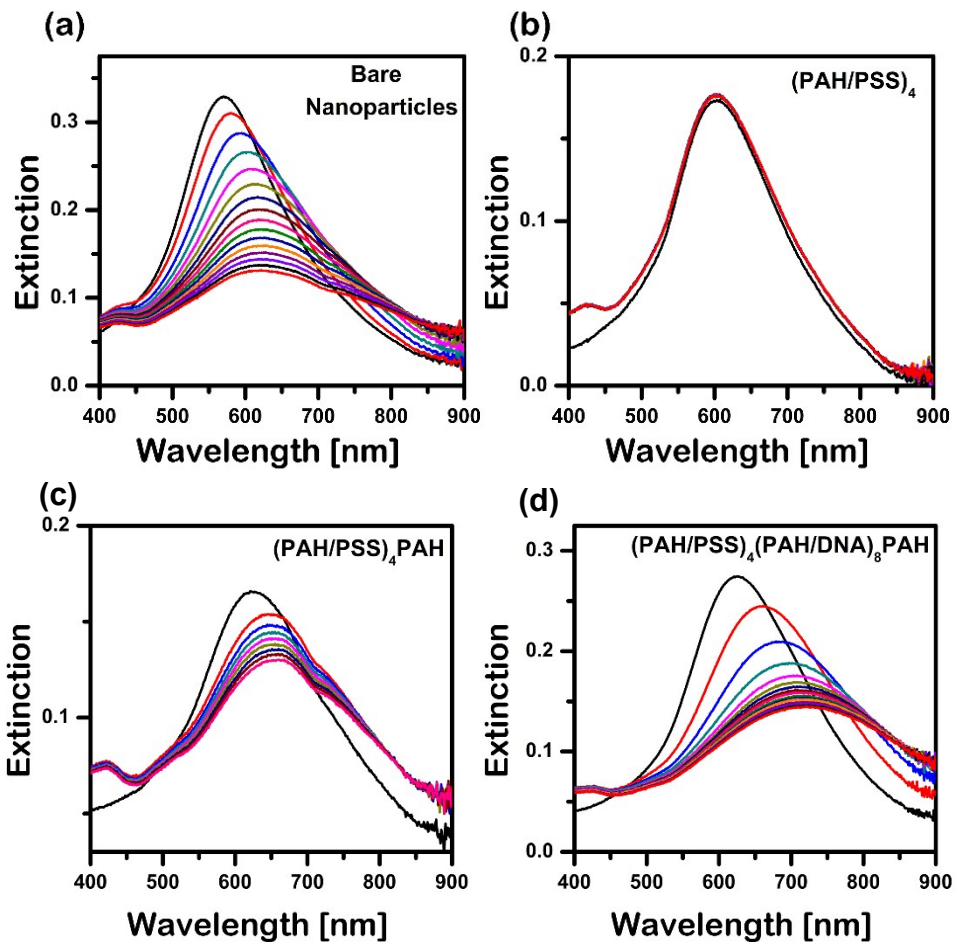 (a)
Bare
Nanoparticles
Extinction
0.3
0.2
0.1
0.0
400 500 600 700 800 900
Wavelength [nm]
(b)
(PAH/PSS)4
Extinction
0.2
0.1
0.0
400 500 600 700 800 900
Wavelength [nm]
(c)
(PAH/PSS)4PAH
Extinction
0.2
0.1
400 500 600 700 800 900
Wavelength [nm]
(d)
(PAH/PSS)4(PAH/DNA)8PAH
Extinction
0.3
0.2
0.1
0.0
400 500 600 700 800 900
Wavelength [nm]